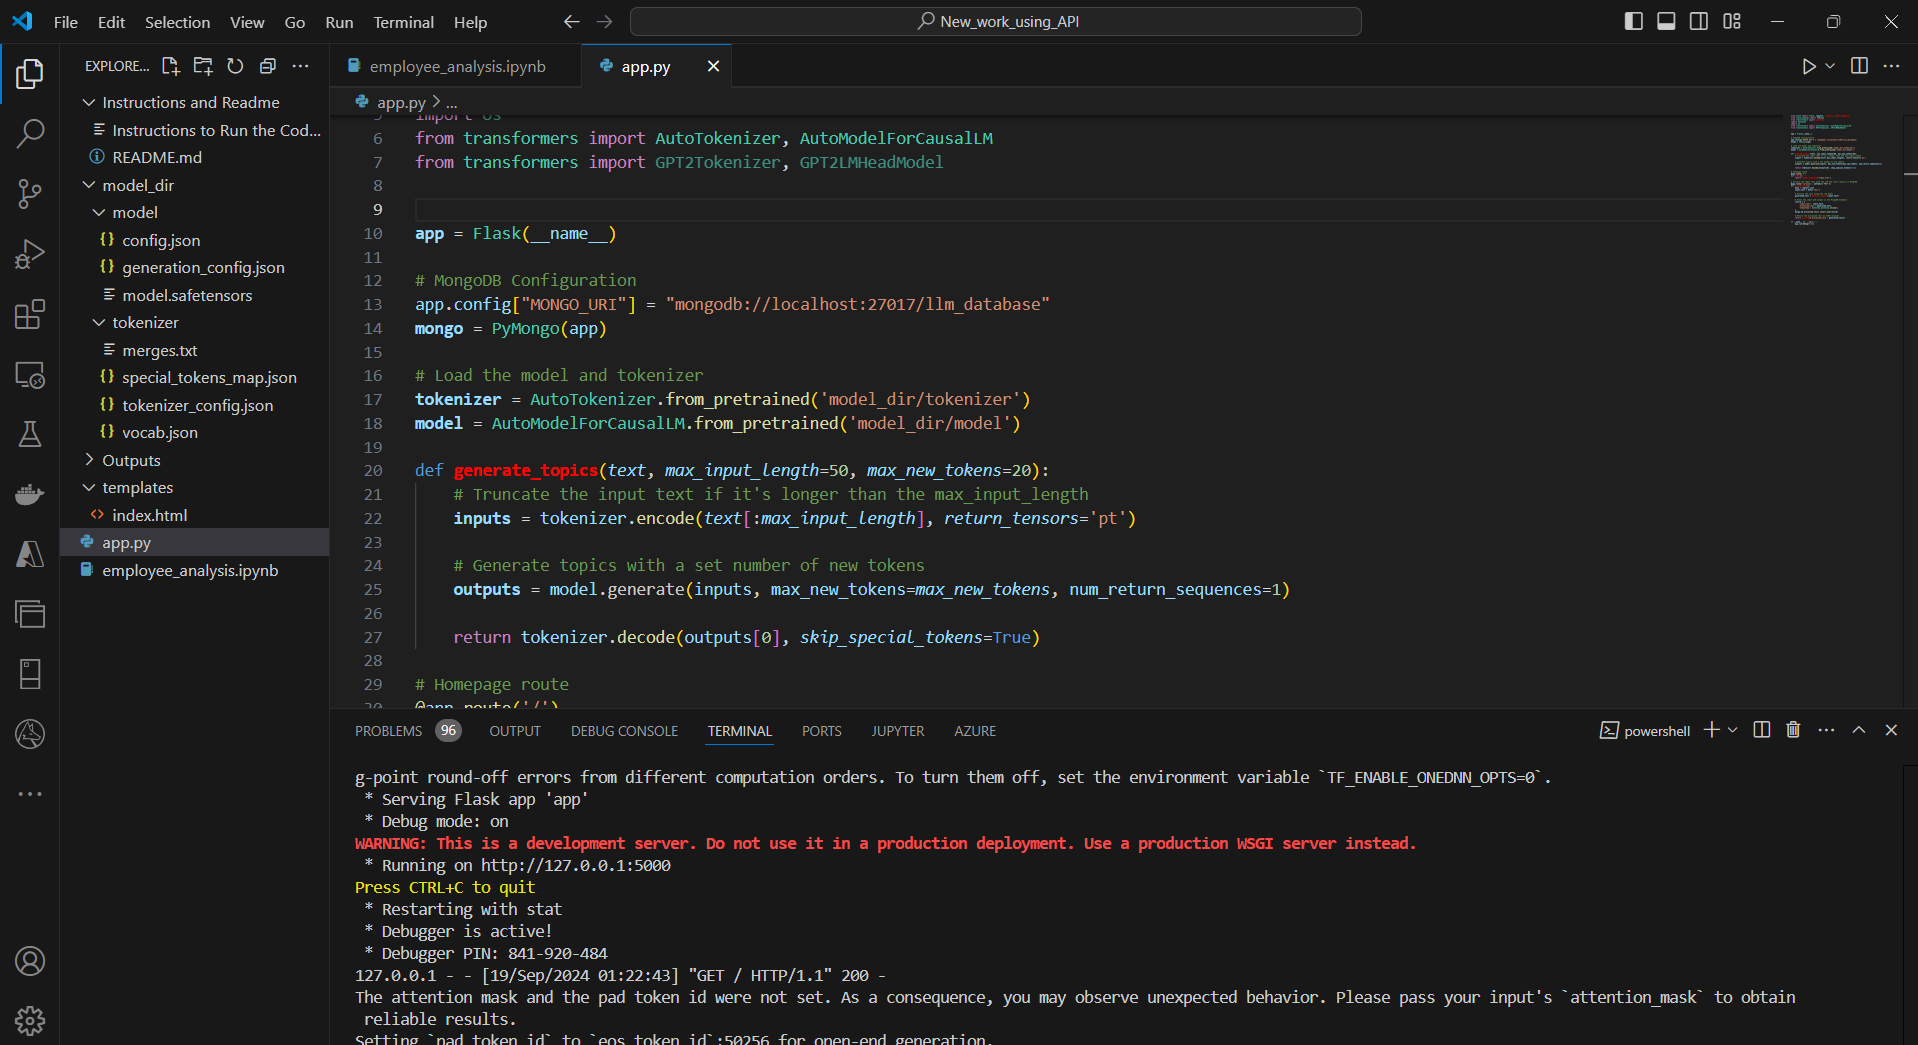 File Edit Selection View Go Run Terminal Help
New_work_using_API
EXPLORE...
Instructions and Readme
Instructions to Run the Cod...
README.md
model_dir
model
config.json
generation_config.json
model.safetensors
tokenizer
merges.txt
special_tokens_map.json
tokenizer_config.json
vocab.json
Outputs
templates
index.html
app.py
employee_analysis.ipynb
employee_analysis.ipynb
app.py
app.py > ...
5 import os
6 from transformers import AutoTokenizer, AutoModelForCausalLM
7 from transformers import GPT2Tokenizer, GPT2LMHeadModel
8
9
10 app = Flask(__name__)
11
12 # MongoDB Configuration
13 app.config["MONGO_URI"] = "mongodb://localhost:27017/llm_database"
14 mongo = PyMongo(app)
15
16 # Load the model and tokenizer
17 tokenizer = AutoTokenizer.from_pretrained('model_dir/tokenizer')
18 model = AutoModelForCausalLM.from_pretrained('model_dir/model')
19
20 def generate_topics(text, max_input_length=50, max_new_tokens=20):
21 # Truncate the input text if it's longer than the max_input_length
22 inputs = tokenizer.encode(text[:max_input_length], return_tensors='pt')
23
24 # Generate topics with a set number of new tokens
25 outputs = model.generate(inputs, max_new_tokens=max_new_tokens, num_return_sequences=1)
26
27 return tokenizer.decode(outputs[0], skip_special_tokens=True)
28
29 # Homepage route
30 @app.route('/')
PROBLEMS 96 OUTPUT DEBUG CONSOLE TERMINAL PORTS JUPYTER AZURE
powershell
g-point round-off errors from different computation orders. To turn them off, set the environment variable `TF_ENABLE_ONEDNN_OPTS=0`.
* Serving Flask app 'app'
* Debug mode: on
WARNING: This is a development server. Do not use it in a production deployment. Use a production WSGI server instead.
* Running on http://127.0.0.1:5000
Press CTRL+C to quit
* Restarting with stat
* Debugger is active!
* Debugger PIN: 841-920-484
127.0.0.1 - - [19/Sep/2024 01:22:43] "GET / HTTP/1.1" 200 -
The attention mask and the pad token id were not set. As a consequence, you may observe unexpected behavior. Please pass your input's `attention_mask` to obtain
reliable results.
Setting `pad_token_id` to `eos_token_id`:50256 for open-end generation.